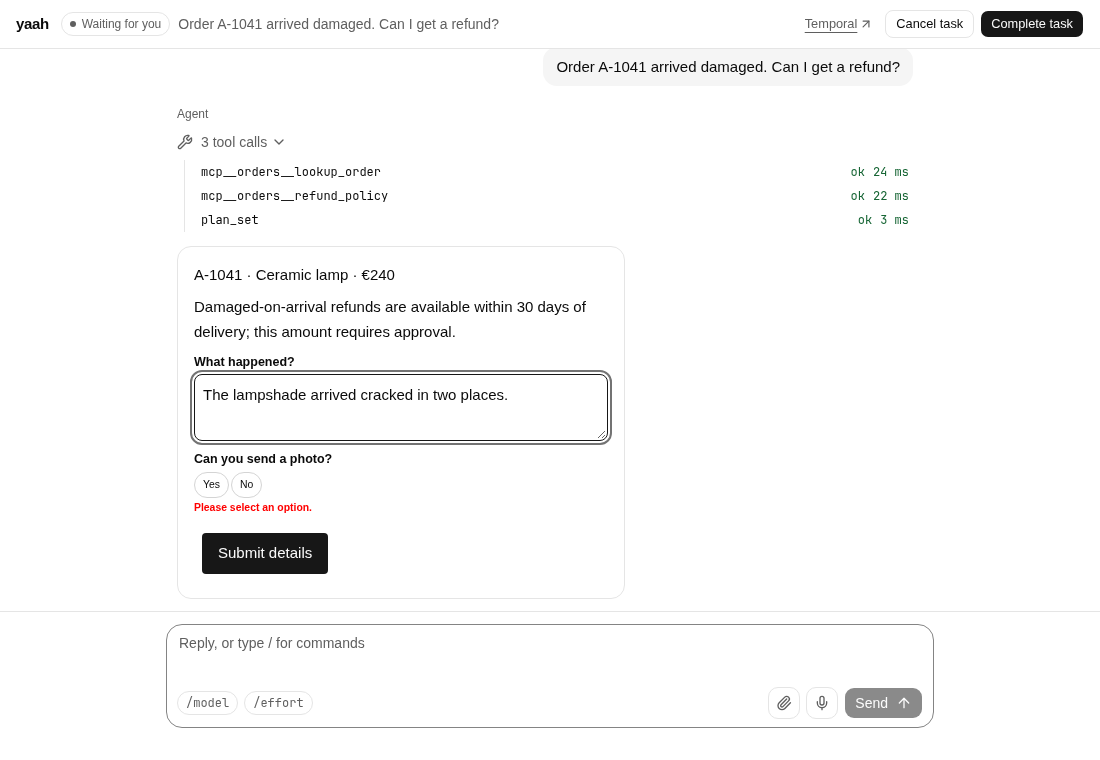 yaah
Waiting for you
Order A-1041 arrived damaged. Can I get a refund?
Temporal
Cancel task
Complete task
Order A-1041 arrived damaged. Can I get a refund?
Agent
3 tool calls
mcp__orders__lookup_order ok 24 ms
mcp__orders__refund_policy ok 22 ms
plan_set ok 3 ms
A-1041 · Ceramic lamp · €240
Damaged-on-arrival refunds are available within 30 days of
delivery; this amount requires approval.
What happened?
The lampshade arrived cracked in two places.
Can you send a photo?
Yes No
Please select an option.
Submit details
Reply, or type / for commands
/model /effort
Send